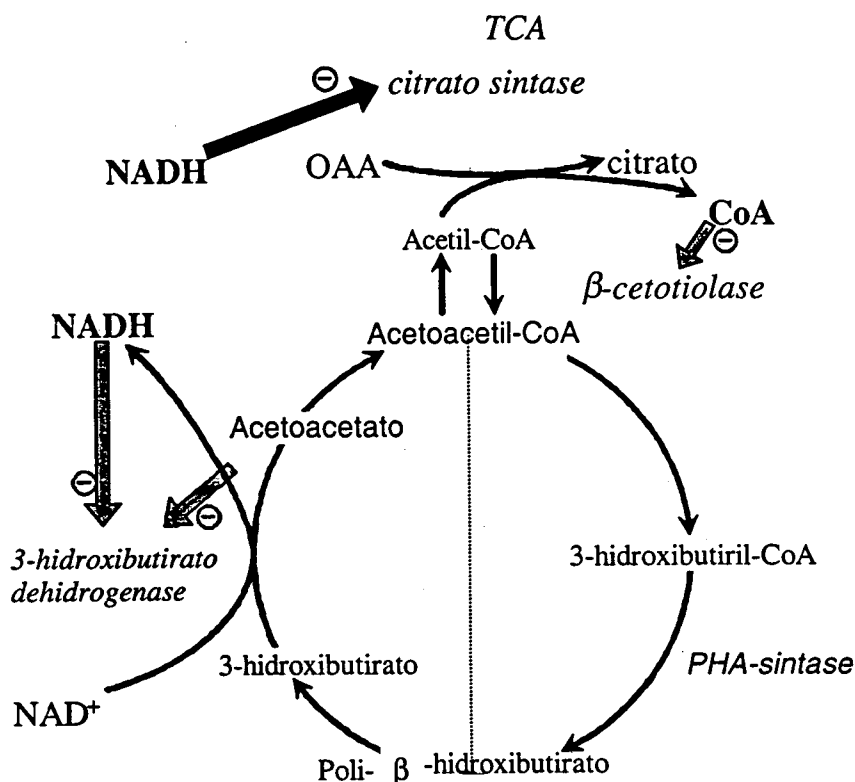 TCA
⊖
citrato sintase
NADH
OAA
citrato
CoA
⊖
Acetil-CoA
β-cetotiolase
NADH
Acetoacetil-CoA
Acetoacetato
⊖
⊖
3-hidroxibutirato
dehidrogenase
3-hidroxibutiril-CoA
3-hidroxibutirato
PHA-sintase
NAD+
Poli- β -hidroxibutirato